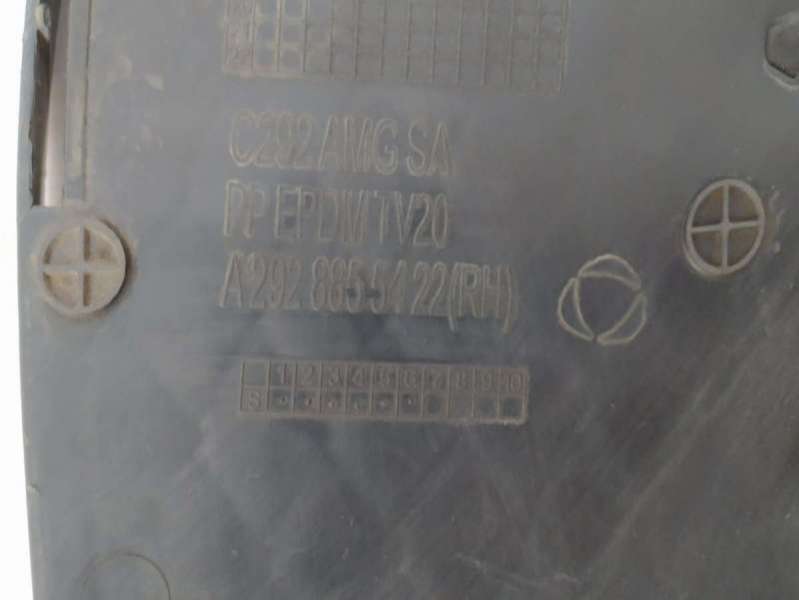 C292 AMG SA
PP EPDM TV20
A292 885 54 22(RH)
1 2 3 4 5 6 7 8 9 0
S